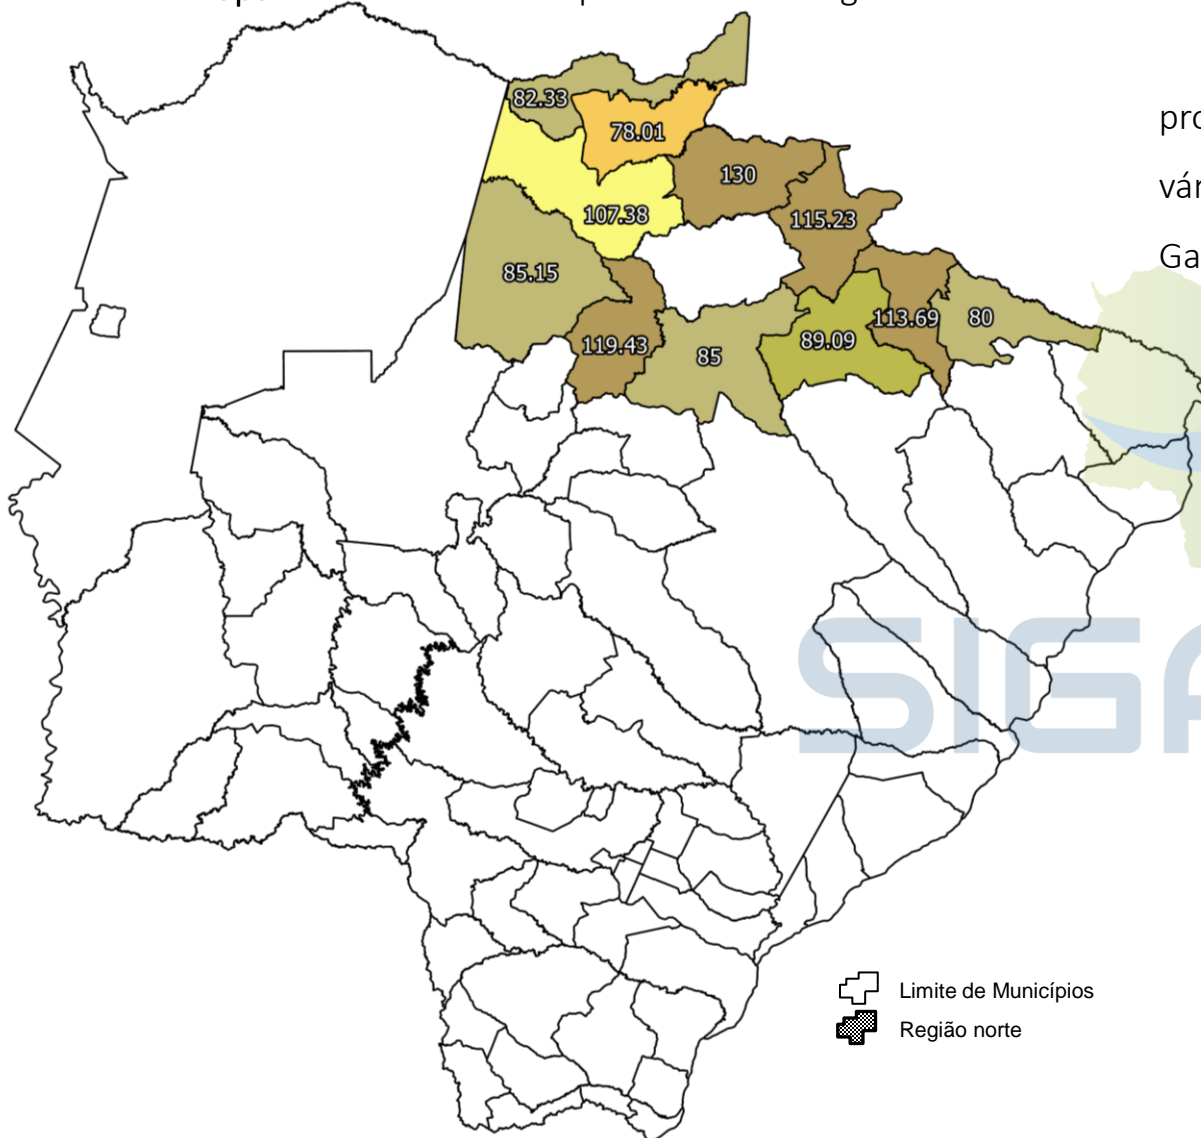 82.33
78.01
130
107.38
115.23
85.15
113.69
80
119.43
85
89.09
pro
vár
Ga
SIGA
Limite de Municípios
Região norte